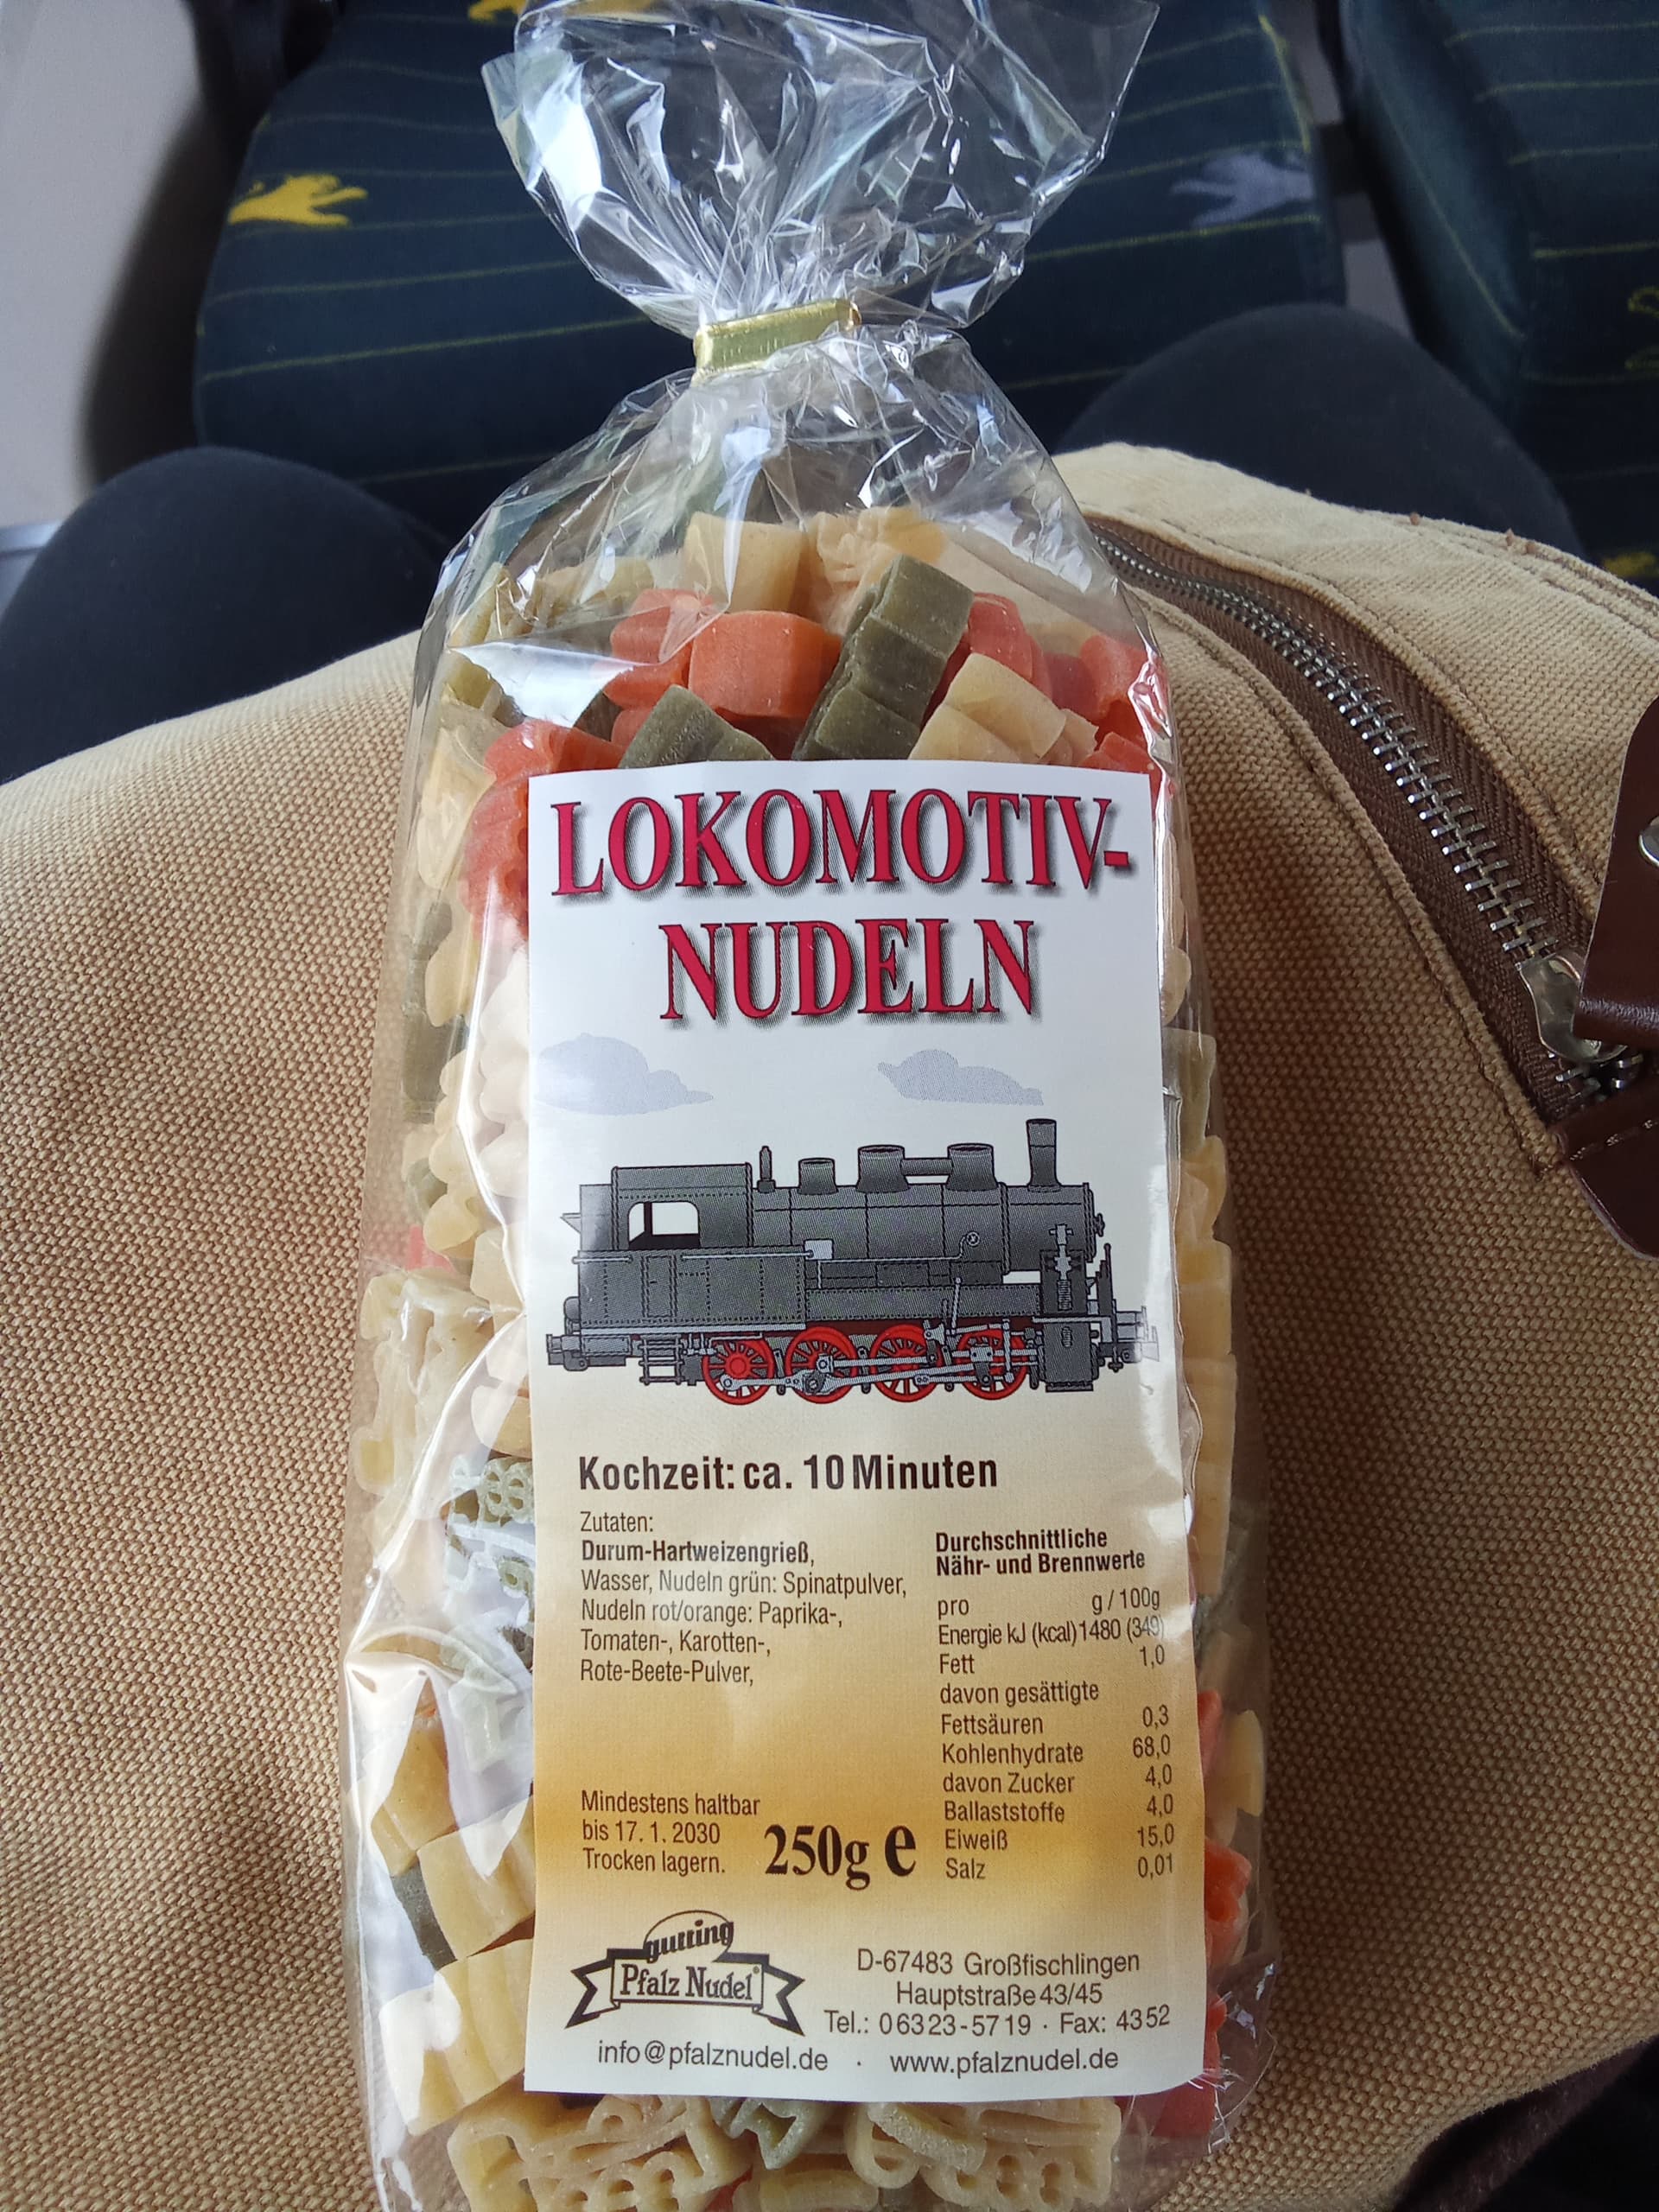 LOKOMOTIV-
NUDELN
Kochzeit: ca. 10 Minuten
Zutaten:
Durum-Hartweizengrieß,
Wasser, Nudeln grün: Spinatpulver,
Nudeln rot/orange: Paprika-,
Tomaten-, Karotten-,
Rote-Beete-Pulver,
Durchschnittliche
Nähr- und Brennwerte
pro g / 100g
Energie kJ (kcal) 1480 (349)
Fett 1,0
davon gesättigte
Fettsäuren 0,3
Kohlenhydrate 68,0
davon Zucker 4,0
Ballaststoffe 4,0
Eiweiß 15,0
Salz 0,01
Mindestens haltbar
bis 17. 1. 2030
Trocken lagern.
250g e
gutting
Pfalz Nudel®
D-67483 Großfischlingen
Hauptstraße 43/45
Tel.: 06323-5719 · Fax: 4352
info@pfalznudel.de · www.pfalznudel.de